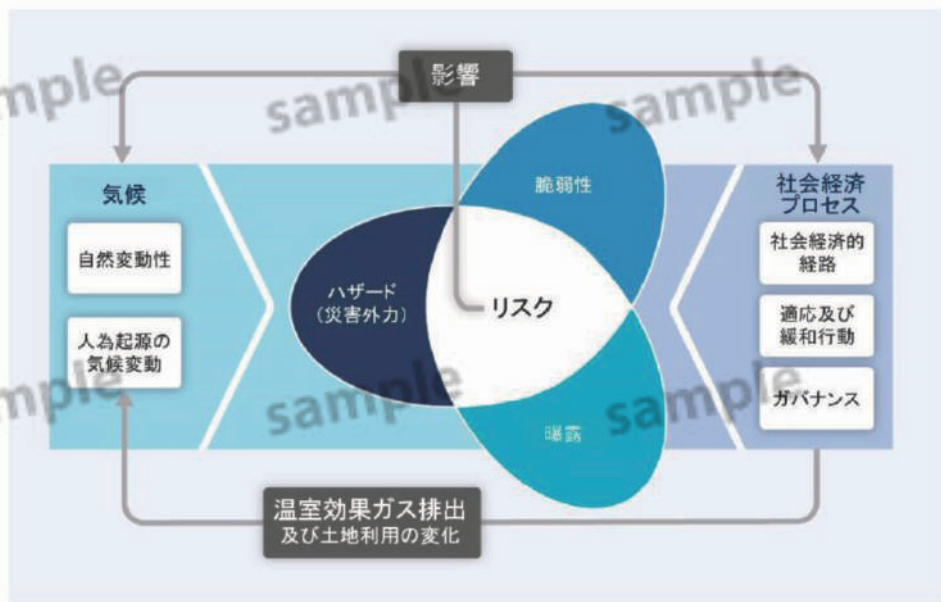 影響
sample
sample
sample
気候
自然変動性
人為起源の
気候変動
脆弱性
ハザード
(災害外力)
リスク
曝露
社会経済
プロセス
社会経済的
経路
適応及び
緩和行動
ガバナンス
sample
sample
sample
温室効果ガス排出
及び土地利用の変化